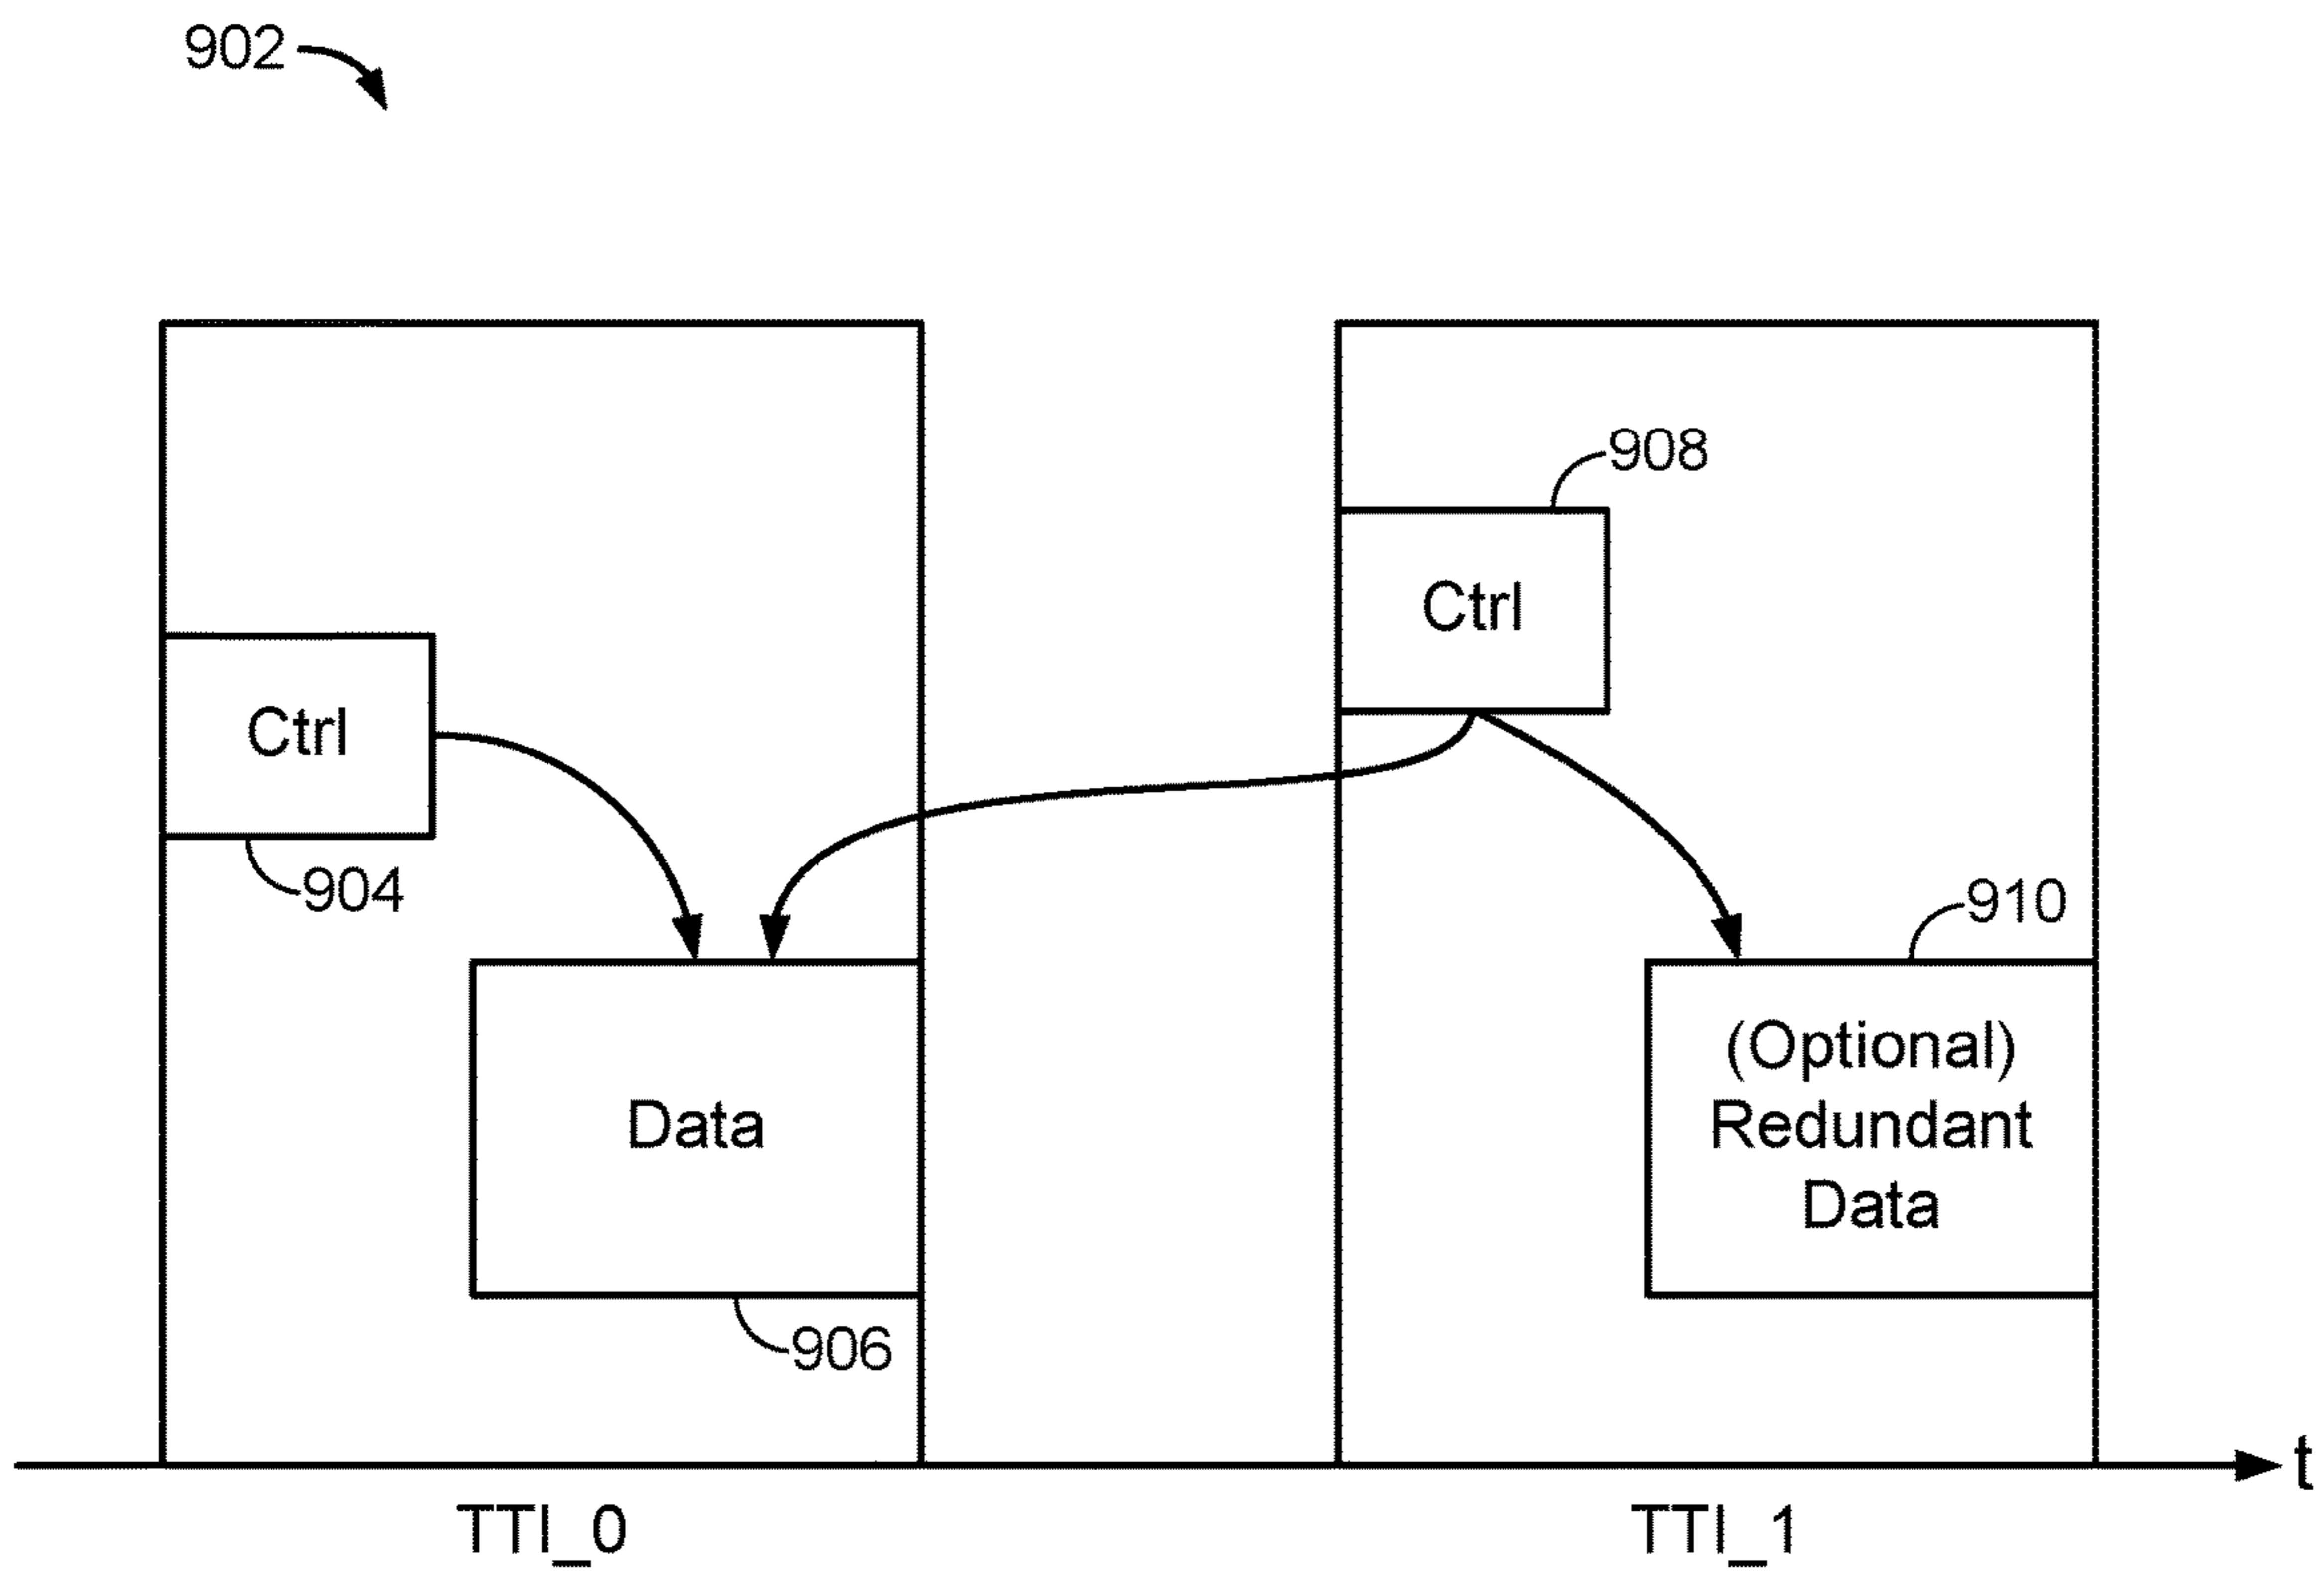 902
908
Ctrl
Ctrl
904
910
(Optional)
Redundant
Data
Data
906
t
TTI_0
TTI_1